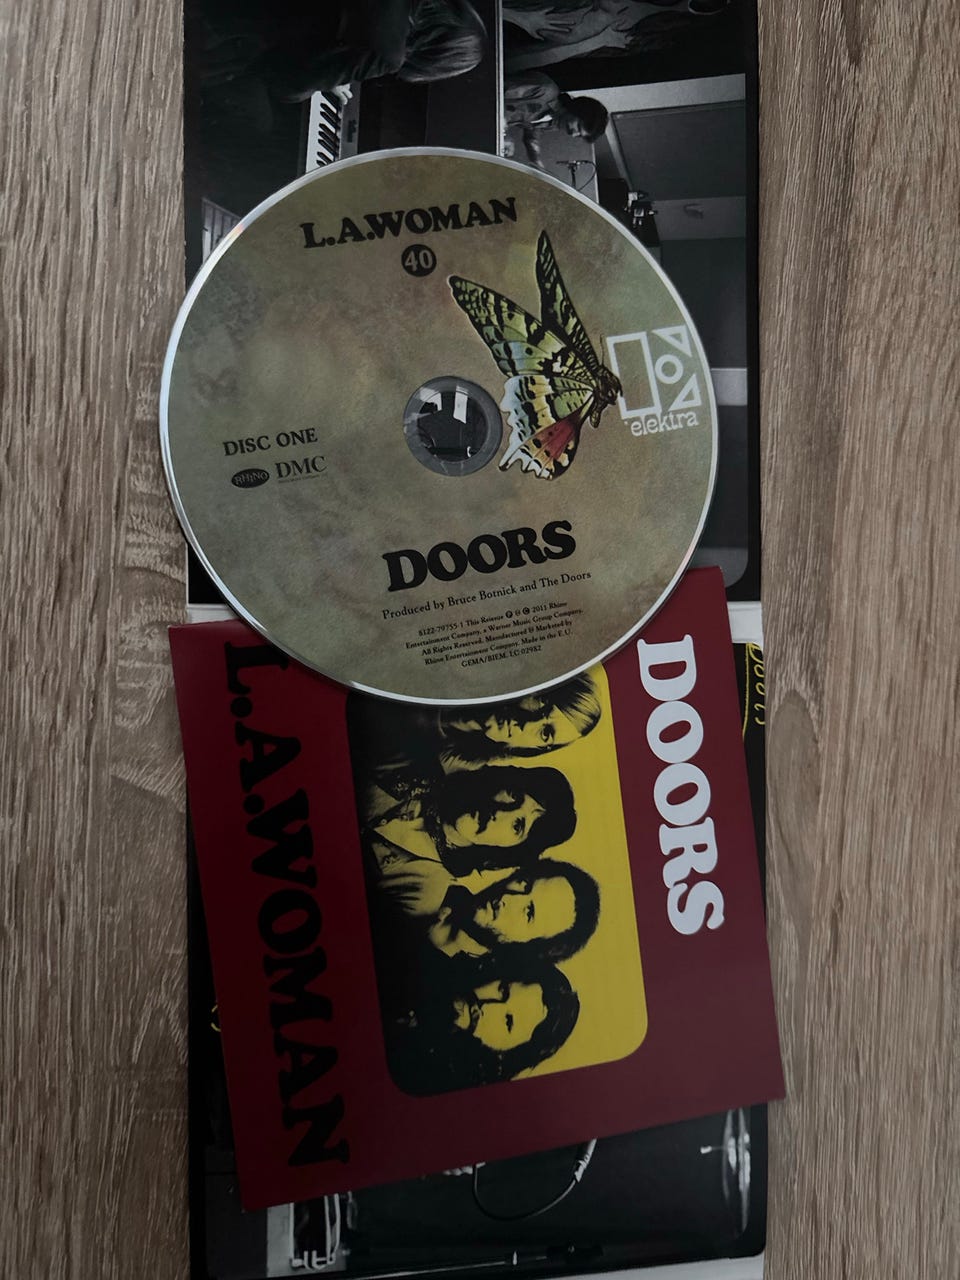 L.A.WOMAN
40
elektra
DISC ONE
RHINO DMC
DOORS
Produced by Bruce Botnick and The Doors
8122-79755-1 This Reissue Ⓟ & © 2011 Rhino
Entertainment Company, a Warner Music Group Company.
All Rights Reserved. Manufactured & Marketed by
Rhino Entertainment Company. Made in the E.U.
GEMA/BIEM. LC 02982
DOORS
L.A.WOMAN
Doors